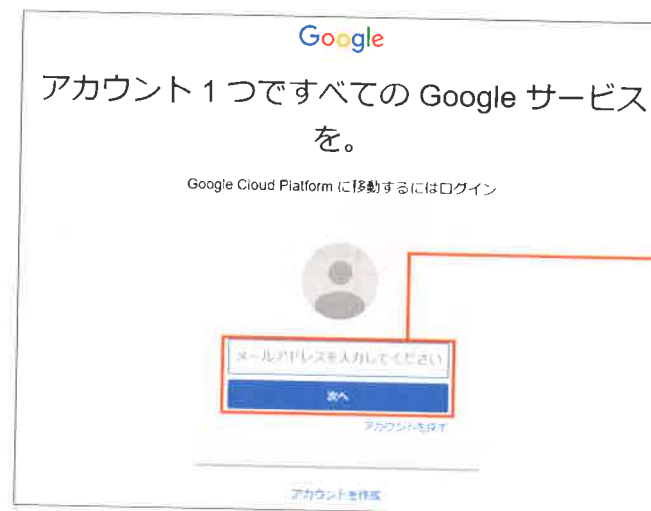 Google
アカウント 1 つですべての Google サービス
を。
Google Cloud Platform に移動するにはログイン
メールアドレスを入力してください
次へ
アカウントを探す
アカウントを作成